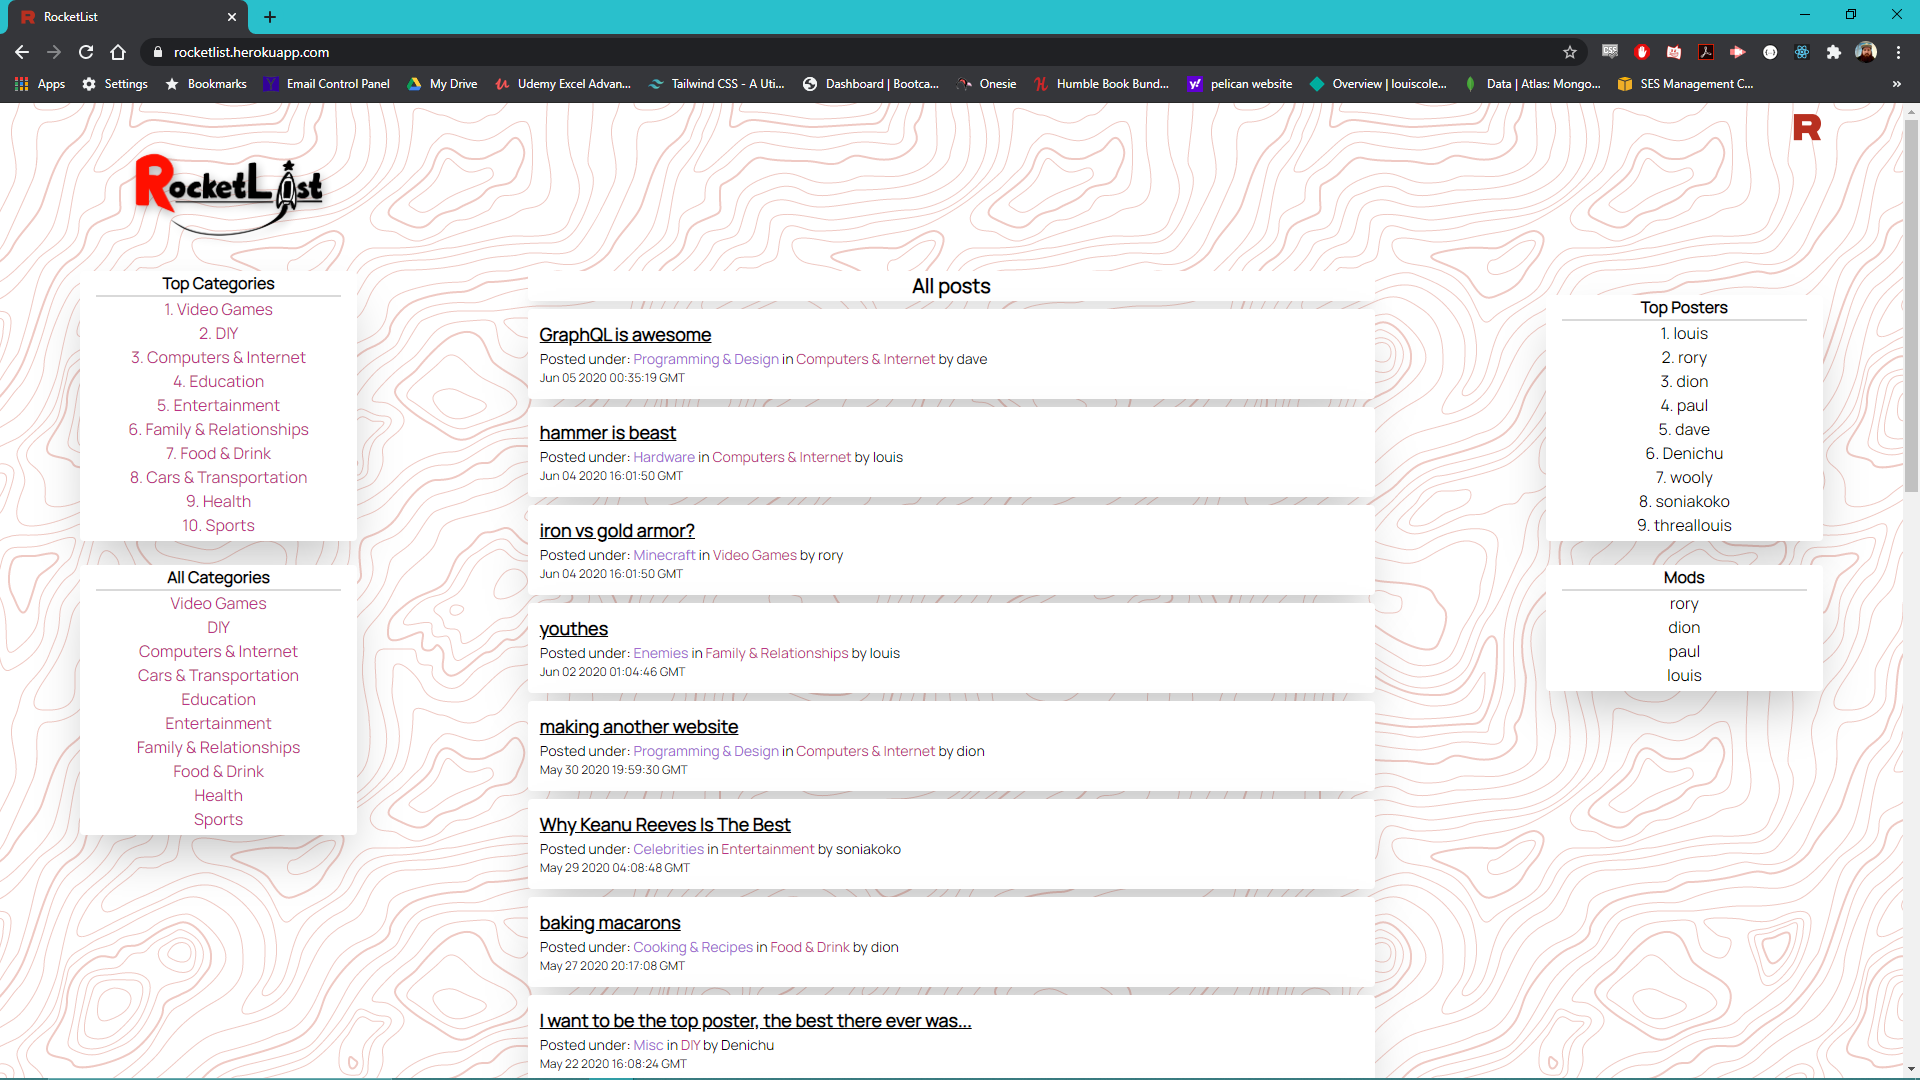 RocketList
rocketlist.herokuapp.com
Apps Settings Bookmarks Email Control Panel My Drive Udemy Excel Advan... Tailwind CSS - A Uti... Dashboard | Bootca... Onesie Humble Book Bund... pelican website Overview | louiscole... Data | Atlas: Mongo... SES Management C... »
R
RocketList
Top Categories
1. Video Games
2. DIY
3. Computers & Internet
4. Education
5. Entertainment
6. Family & Relationships
7. Food & Drink
8. Cars & Transportation
9. Health
10. Sports
All Categories
Video Games
DIY
Computers & Internet
Cars & Transportation
Education
Entertainment
Family & Relationships
Food & Drink
Health
Sports
All posts
GraphQL is awesome
Posted under: Programming & Design in Computers & Internet by dave
Jun 05 2020 00:35:19 GMT
hammer is beast
Posted under: Hardware in Computers & Internet by louis
Jun 04 2020 16:01:50 GMT
iron vs gold armor?
Posted under: Minecraft in Video Games by rory
Jun 04 2020 16:01:50 GMT
youthes
Posted under: Enemies in Family & Relationships by louis
Jun 02 2020 01:04:46 GMT
making another website
Posted under: Programming & Design in Computers & Internet by dion
May 30 2020 19:59:30 GMT
Why Keanu Reeves Is The Best
Posted under: Celebrities in Entertainment by soniakoko
May 29 2020 04:08:48 GMT
baking macarons
Posted under: Cooking & Recipes in Food & Drink by dion
May 27 2020 20:17:08 GMT
I want to be the top poster, the best there ever was...
Posted under: Misc in DIY by Denichu
May 22 2020 16:08:24 GMT
Top Posters
1. louis
2. rory
3. dion
4. paul
5. dave
6. Denichu
7. wooly
8. soniakoko
9. threallouis
Mods
rory
dion
paul
louis